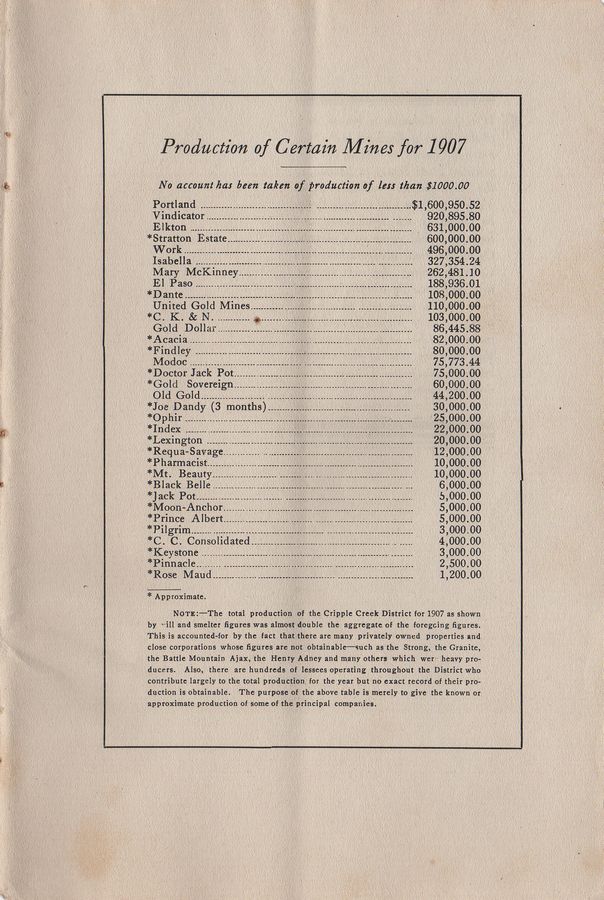 Production of Certain Mines for 1907
No account has been taken of production of less than $1000.00
Portland ........ $1,600,950.52
Vindicator ........ 920,895.80
Elkton ........ 631,000.00
*Stratton Estate ........ 600,000.00
Work ........ 496,000.00
Isabella ........ 327,354.24
Mary McKinney ........ 262,481.10
El Paso ........ 188,936.01
*Dante ........ 108,000.00
United Gold Mines ........ 110,000.00
*C. K. & N. ........ 103,000.00
Gold Dollar ........ 86,445.88
*Acacia ........ 82,000.00
*Findley ........ 80,000.00
Modoc ........ 75,773.44
*Doctor Jack Pot ........ 75,000.00
*Gold Sovereign ........ 60,000.00
Old Gold ........ 44,200.00
*Joe Dandy (3 months) ........ 30,000.00
*Ophir ........ 25,000.00
*Index ........ 22,000.00
*Lexington ........ 20,000.00
*Requa-Savage ........ 12,000.00
*Pharmacist ........ 10,000.00
*Mt. Beauty ........ 10,000.00
*Black Belle ........ 6,000.00
*Jack Pot ........ 5,000.00
*Moon-Anchor ........ 5,000.00
*Prince Albert ........ 5,000.00
*Pilgrim ........ 3,000.00
*C. C. Consolidated ........ 4,000.00
*Keystone ........ 3,000.00
*Pinnacle ........ 2,500.00
*Rose Maud ........ 1,200.00
* Approximate.
NOTE:—The total production of the Cripple Creek District for 1907 as shown
by ill and smelter figures was almost double the aggregate of the foregoing figures.
This is accounted-for by the fact that there are many privately owned properties and
close corporations whose figures are not obtainable—such as the Strong, the Granite,
the Battle Mountain Ajax, the Henry Adney and many others which wer heavy pro-
ducers. Also, there are hundreds of lessees operating throughout the District who
contribute largely to the total production for the year but no exact record of their pro-
duction is obtainable. The purpose of the above table is merely to give the known or
approximate production of some of the principal companies.